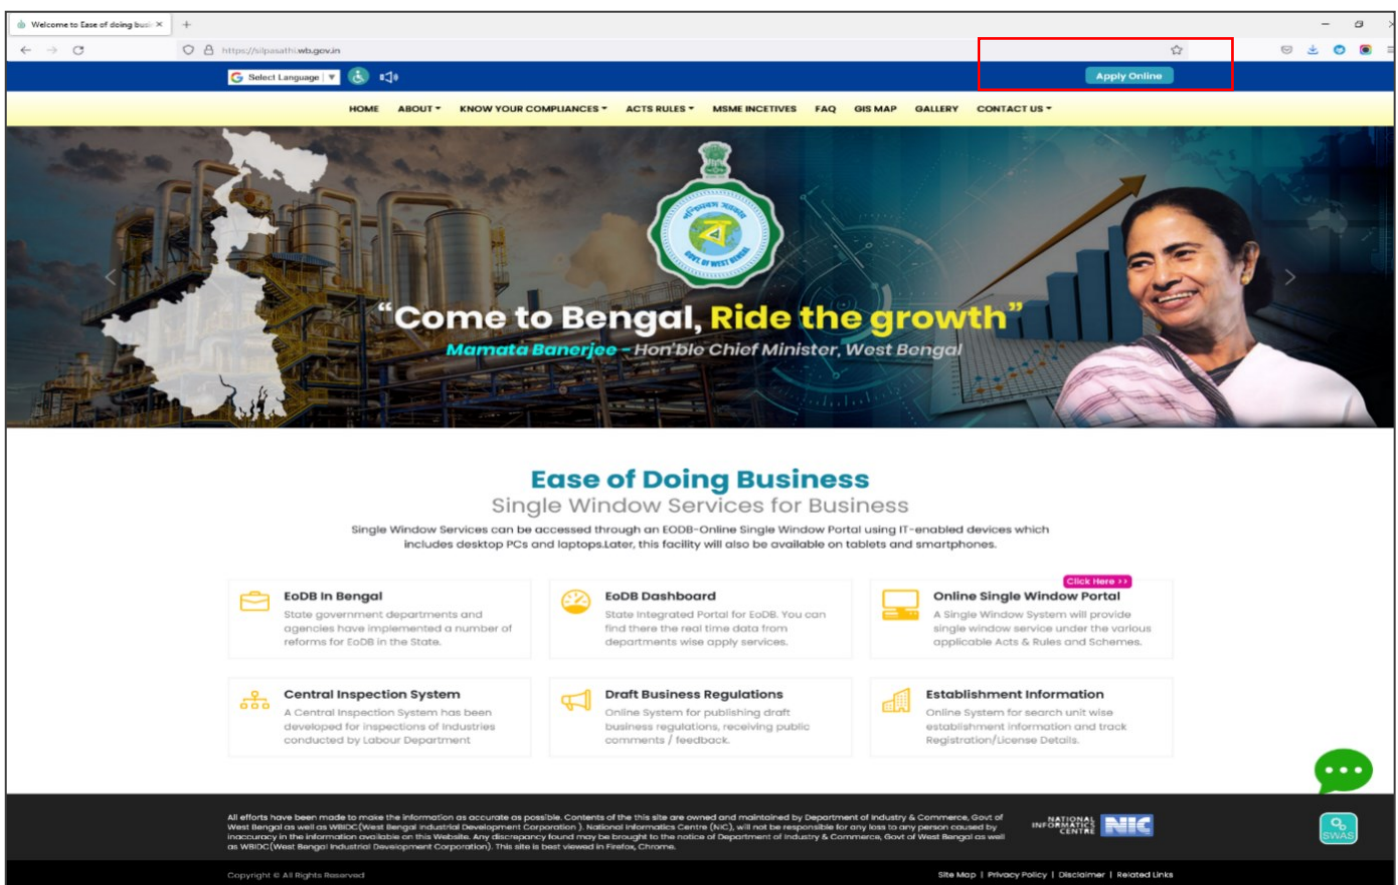 Welcome to Ease of doing busi
https://silpasathi.wb.gov.in
Select Language
Apply Online
HOME ABOUT KNOW YOUR COMPLIANCES ACTS RULES MSME INCETIVES FAQ GIS MAP GALLERY CONTACT US
পশ্চিমবঙ্গ সরকার
ব
GOVT. OF WEST BENGAL
“Come to Bengal, Ride the growth”
Mamata Banerjee - Hon'ble Chief Minister, West Bengal
Ease of Doing Business
Single Window Services for Business
Single Window Services can be accessed through an EODB-Online Single Window Portal using IT-enabled devices which
includes desktop PCs and laptops.Later, this facility will also be available on tablets and smartphones.
EoDB In Bengal
State government departments and
agencies have implemented a number of
reforms for EoDB in the State.
EoDB Dashboard
State Integrated Portal for EoDB. You can
find there the real time data from
departments wise apply services.
Click Here >>
Online Single Window Portal
A Single Window System will provide
single window service under the various
applicable Acts & Rules and Schemes.
Central Inspection System
A Central Inspection System has been
developed for inspections of Industries
conducted by Labour Department
Draft Business Regulations
Online System for publishing draft
business regulations, receiving public
comments / feedback.
Establishment Information
Online System for search unit wise
establishment information and track
Registration/License Details.
All efforts have been made to make the information as accurate as possible. Contents of the this site are owned and maintained by Department of Industry & Commerce, Govt of
West Bengal as well as WBIDC(West Bengal Industrial Development Corporation ). National Informatics Centre (NIC), will not be responsible for any loss to any person caused by
inaccuracy in the information available on this Website. Any discrepancy found may be brought to the notice of Department of Industry & Commerce, Govt of West Bengal as well
as WBIDC(West Bengal Industrial Development Corporation). This site is best viewed in Firefox, Chrome.
NATIONAL
INFORMATICS
CENTRE
NIC
SWAS
Copyright © All Rights Reserved
Site Map | Privacy Policy | Disclaimer | Related Links